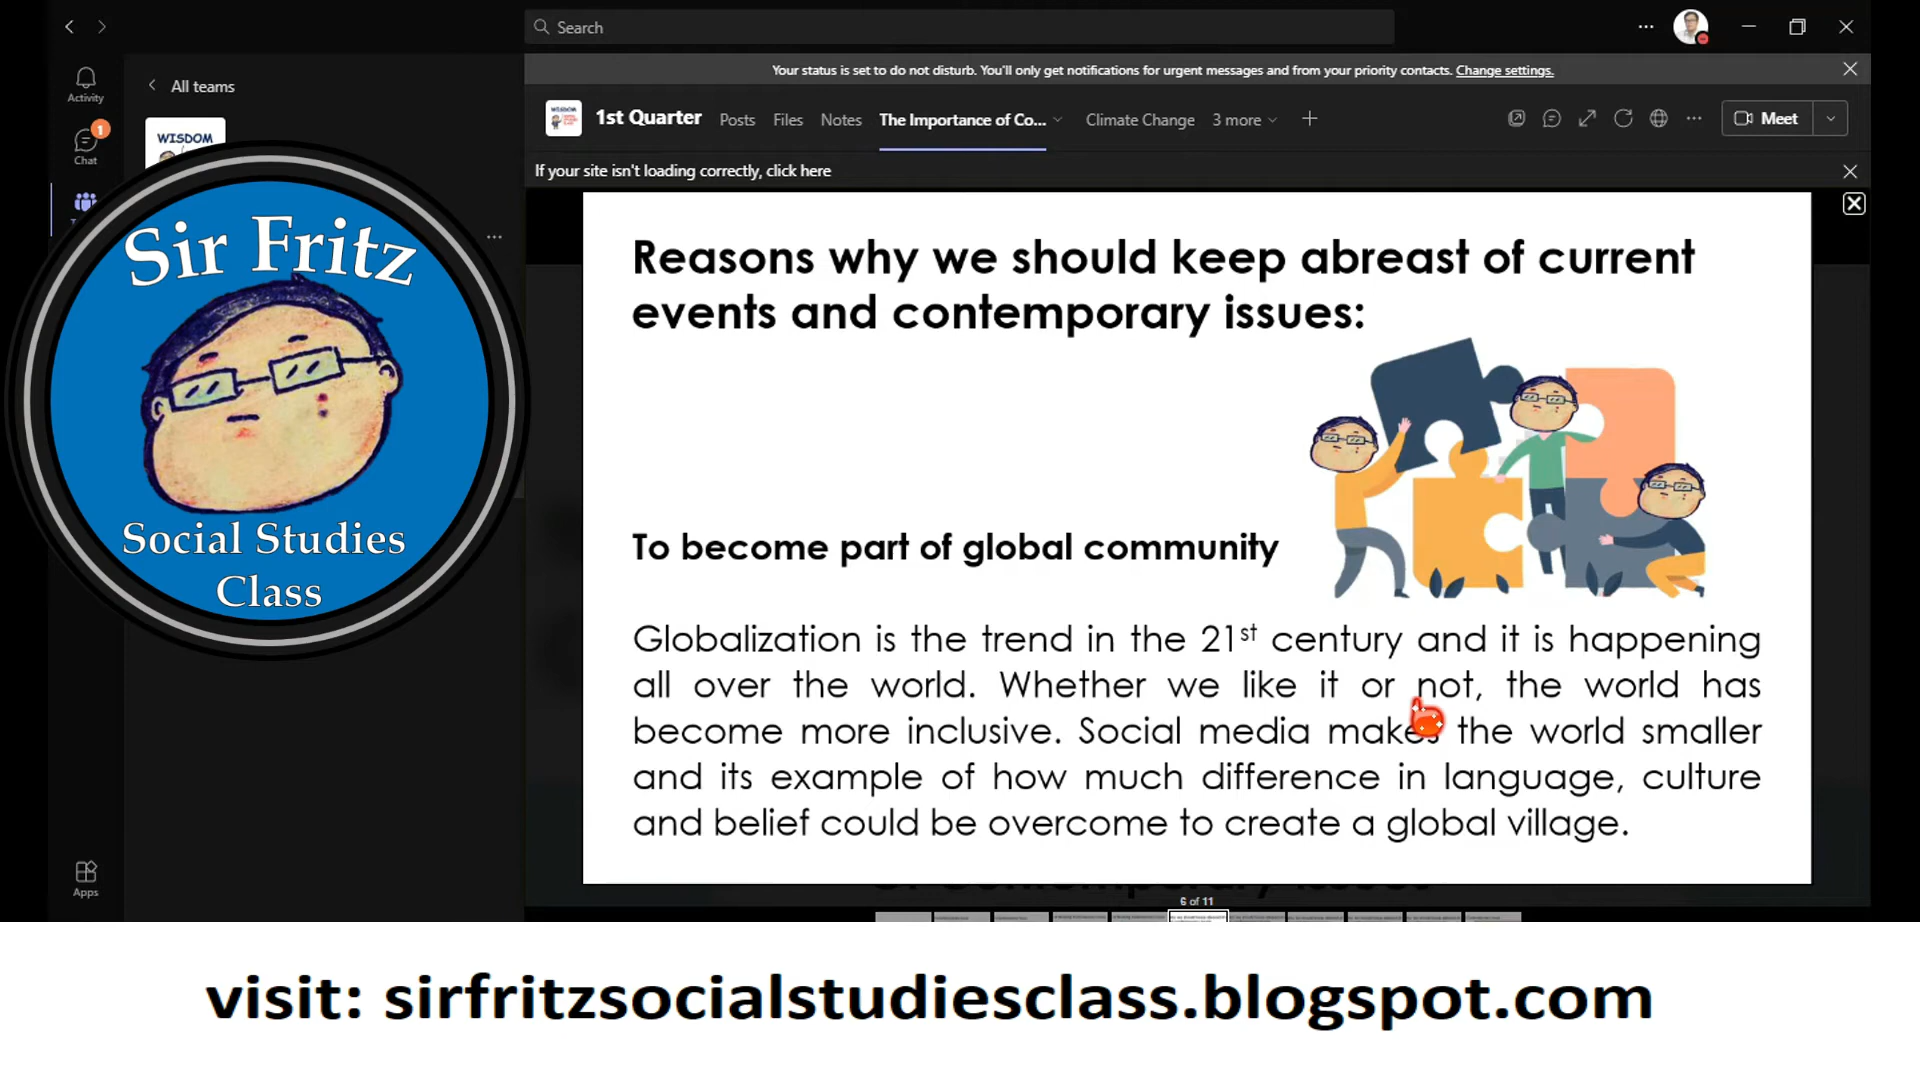 Search
Your status is set to do not disturb. You'll only get notifications for urgent messages and from your priority contacts. Change settings.
Activity
All teams
1
Chat
WISDOM
WISDOM
1st Quarter Posts Files Notes The Importance of Co... Climate Change 3 more
Meet
If your site isn't loading correctly, click here
Sir Fritz
Social Studies
Class
Apps
Reasons why we should keep abreast of current
events and contemporary issues:
To become part of global community
Globalization is the trend in the 21st century and it is happening
all over the world. Whether we like it or not, the world has
become more inclusive. Social media makes the world smaller
and its example of how much difference in language, culture
and belief could be overcome to create a global village.
6 of 11
visit: sirfritzsocialstudiesclass.blogspot.com